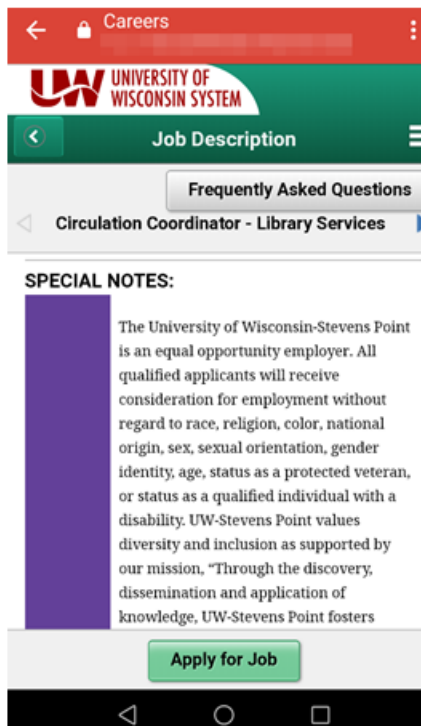 Careers
UW UNIVERSITY OF
WISCONSIN SYSTEM
Job Description
Frequently Asked Questions
Circulation Coordinator - Library Services
SPECIAL NOTES:
The University of Wisconsin-Stevens Point
is an equal opportunity employer. All
qualified applicants will receive
consideration for employment without
regard to race, religion, color, national
origin, sex, sexual orientation, gender
identity, age, status as a protected veteran,
or status as a qualified individual with a
disability. UW-Stevens Point values
diversity and inclusion as supported by
our mission, “Through the discovery,
dissemination and application of
knowledge, UW-Stevens Point fosters
Apply for Job